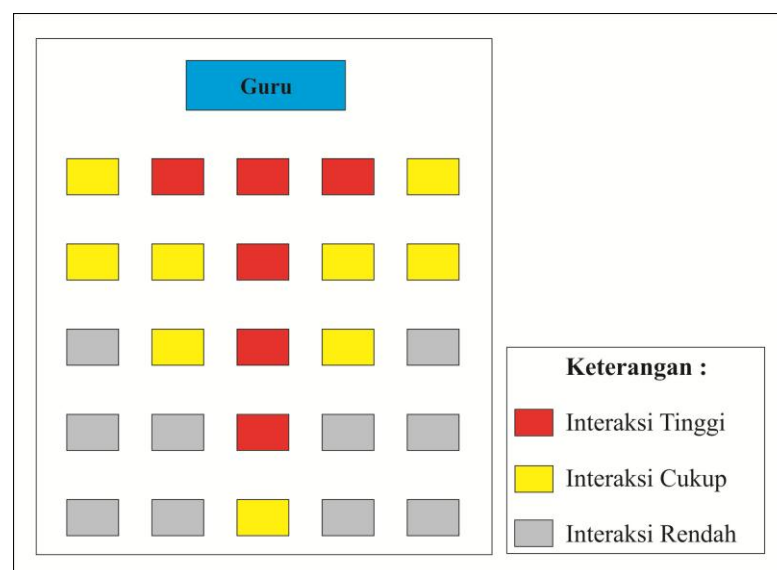 Guru
Keterangan :
Interaksi Tinggi
Interaksi Cukup
Interaksi Rendah